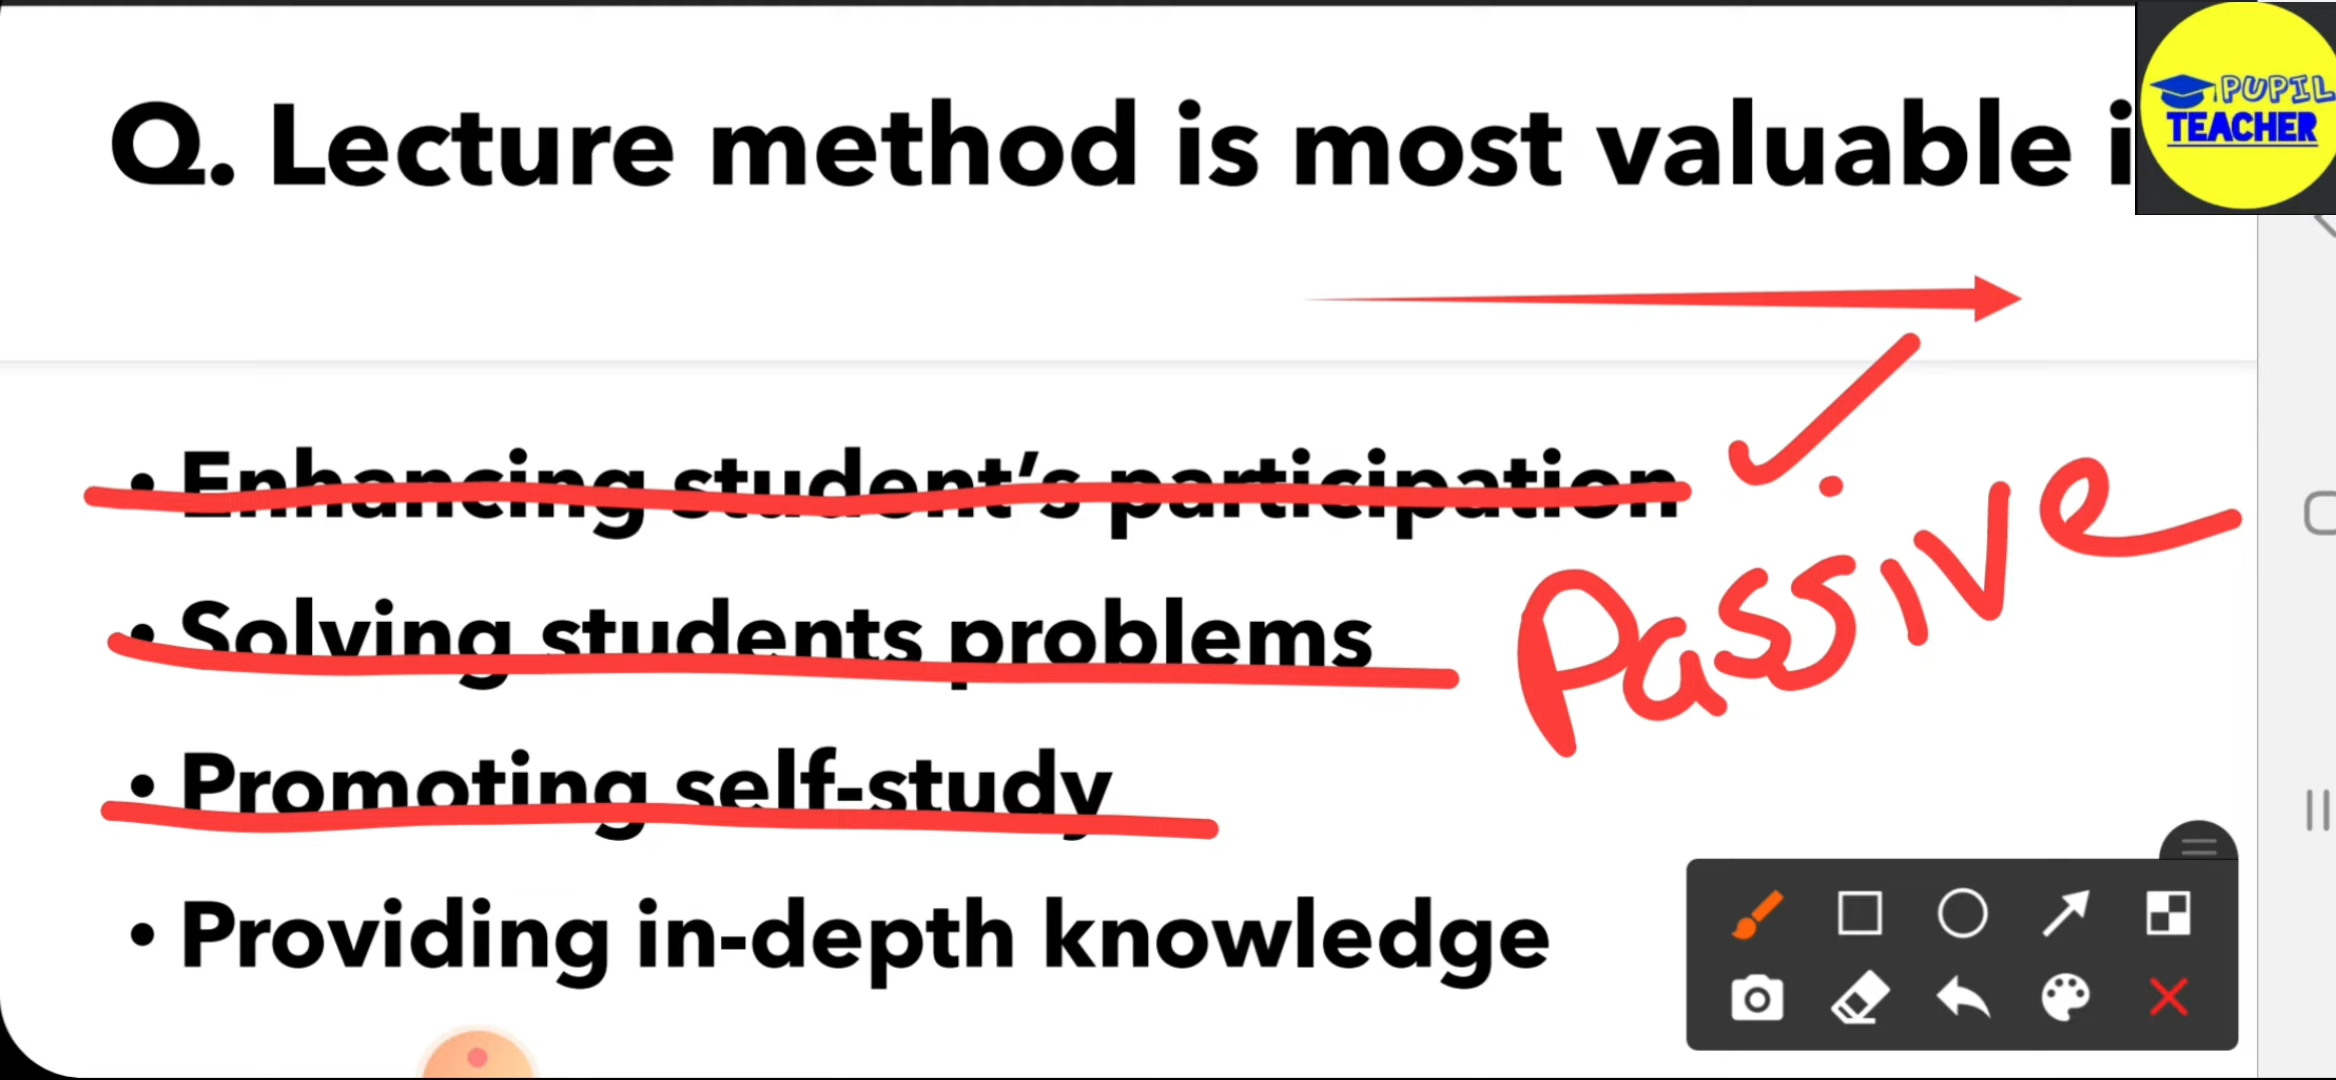 Q. Lecture method is most valuable i
PUPIL
TEACHER
• Enhancing student’s participation
• Solving students problems
Passive
• Promoting self-study
• Providing in-depth knowledge